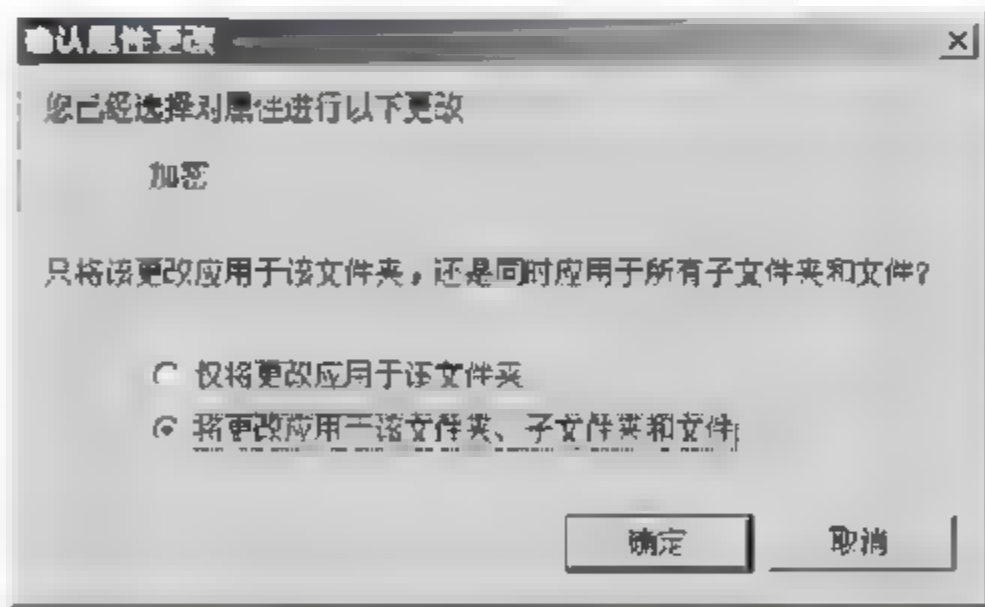 确认属性更改
您已经选择对属性进行以下更改
加密
只将该更改应用于该文件夹，还是同时应用于所有子文件夹和文件？
仅将更改应用于该文件夹
将更改应用于该文件夹、子文件夹和文件
确定
取消